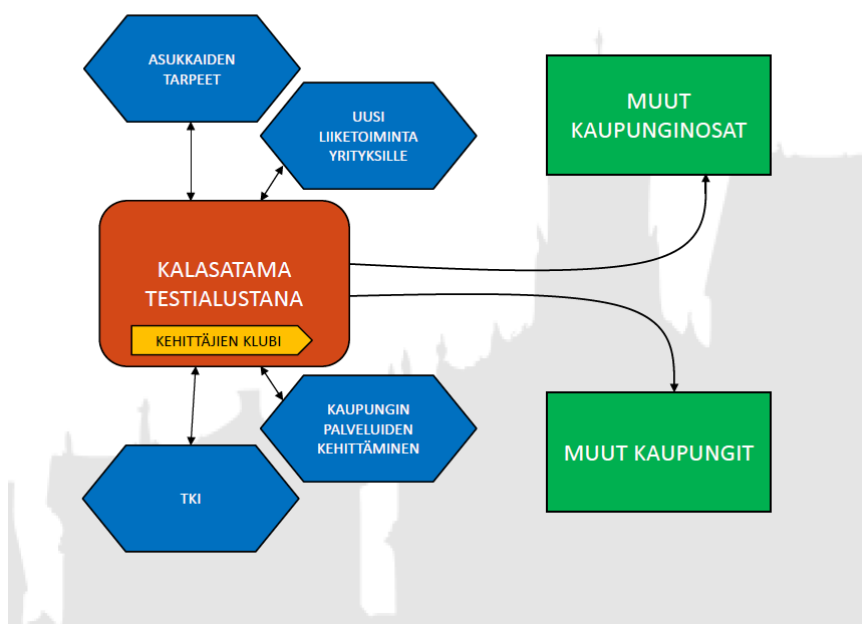 ASUKKAIDEN
TARPEET
UUSI
LIIKETOIMINTA
YRITYKSILLE
MUUT
KAUPUNGINOSAT
KALASATAMA
TESTIALUSTANA
KEHITTÄJIEN KLUBI
KAUPUNGIN
PALVELUIDEN
KEHITTÄMINEN
MUUT KAUPUNGIT
TKI